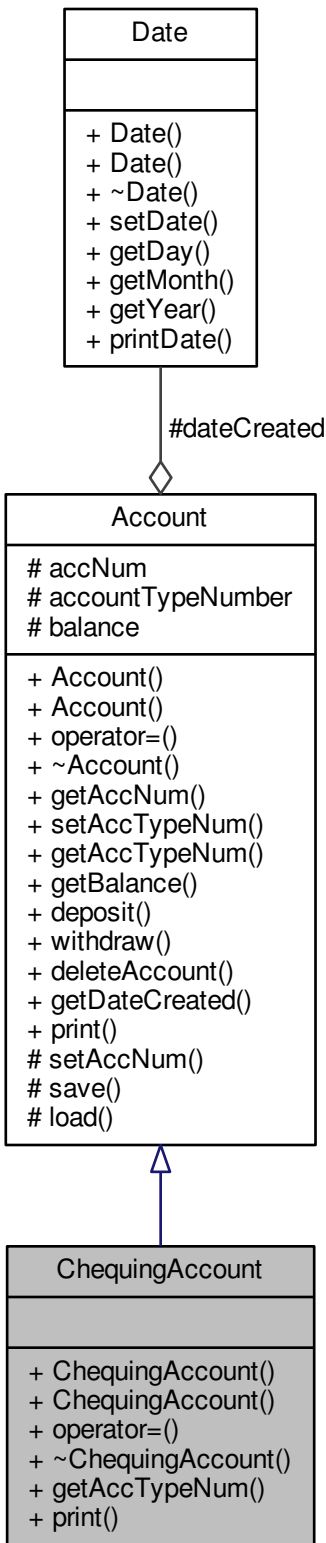 Date
+ Date()
+ Date()
+ ~Date()
+ setDate()
+ getDay()
+ getMonth()
+ getYear()
+ printDate()
#dateCreated
Account
# accNum
# accountTypeNumber
# balance
+ Account()
+ Account()
+ operator=()
+ ~Account()
+ getAccNum()
+ setAccTypeNum()
+ getAccTypeNum()
+ getBalance()
+ deposit()
+ withdraw()
+ deleteAccount()
+ getDateCreated()
+ print()
# setAccNum()
# save()
# load()
ChequingAccount
+ ChequingAccount()
+ ChequingAccount()
+ operator=()
+ ~ChequingAccount()
+ getAccTypeNum()
+ print()